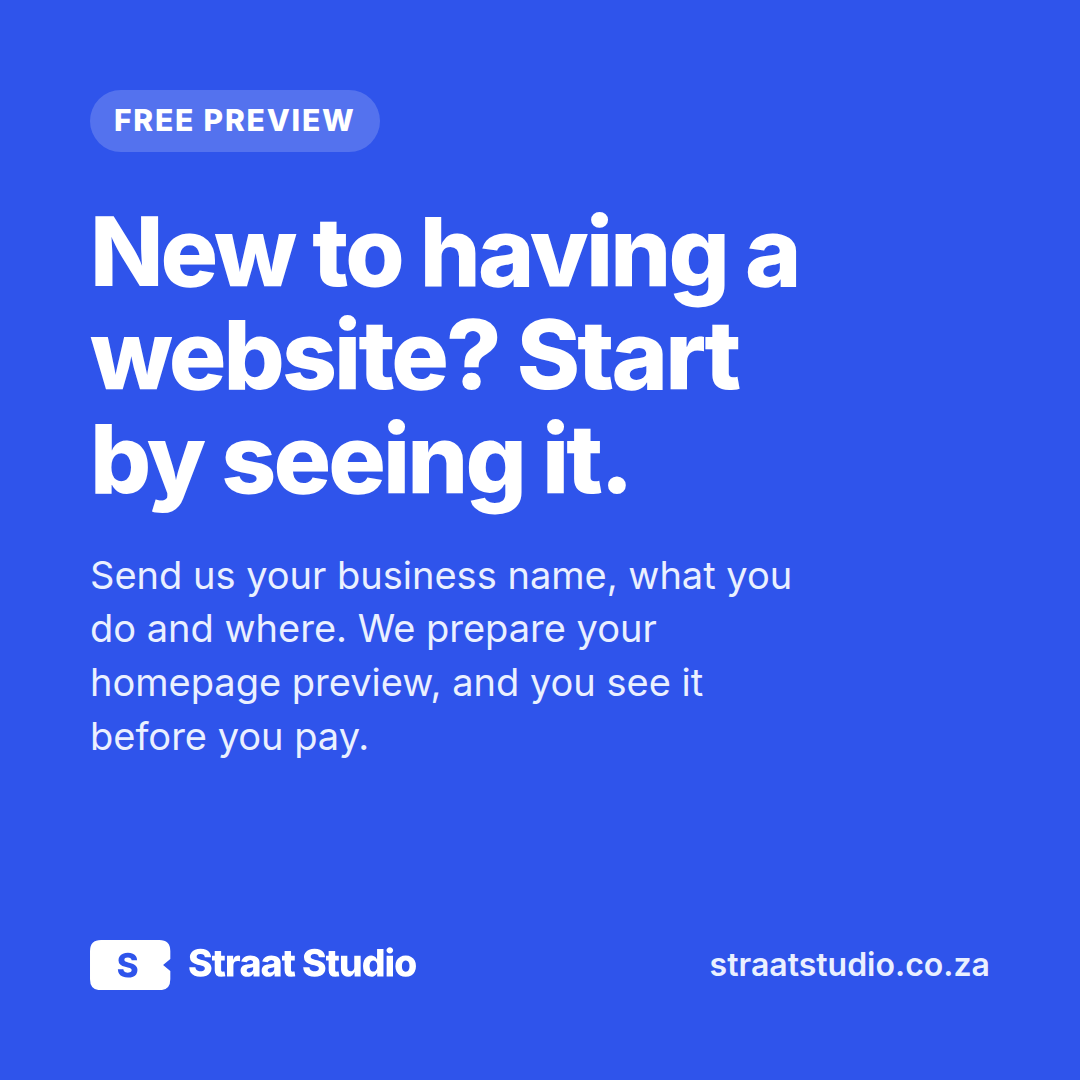 FREE PREVIEW
New to having a
website? Start
by seeing it.
Send us your business name, what you
do and where. We prepare your
homepage preview, and you see it
before you pay.
S Straat Studio
straatstudio.co.za